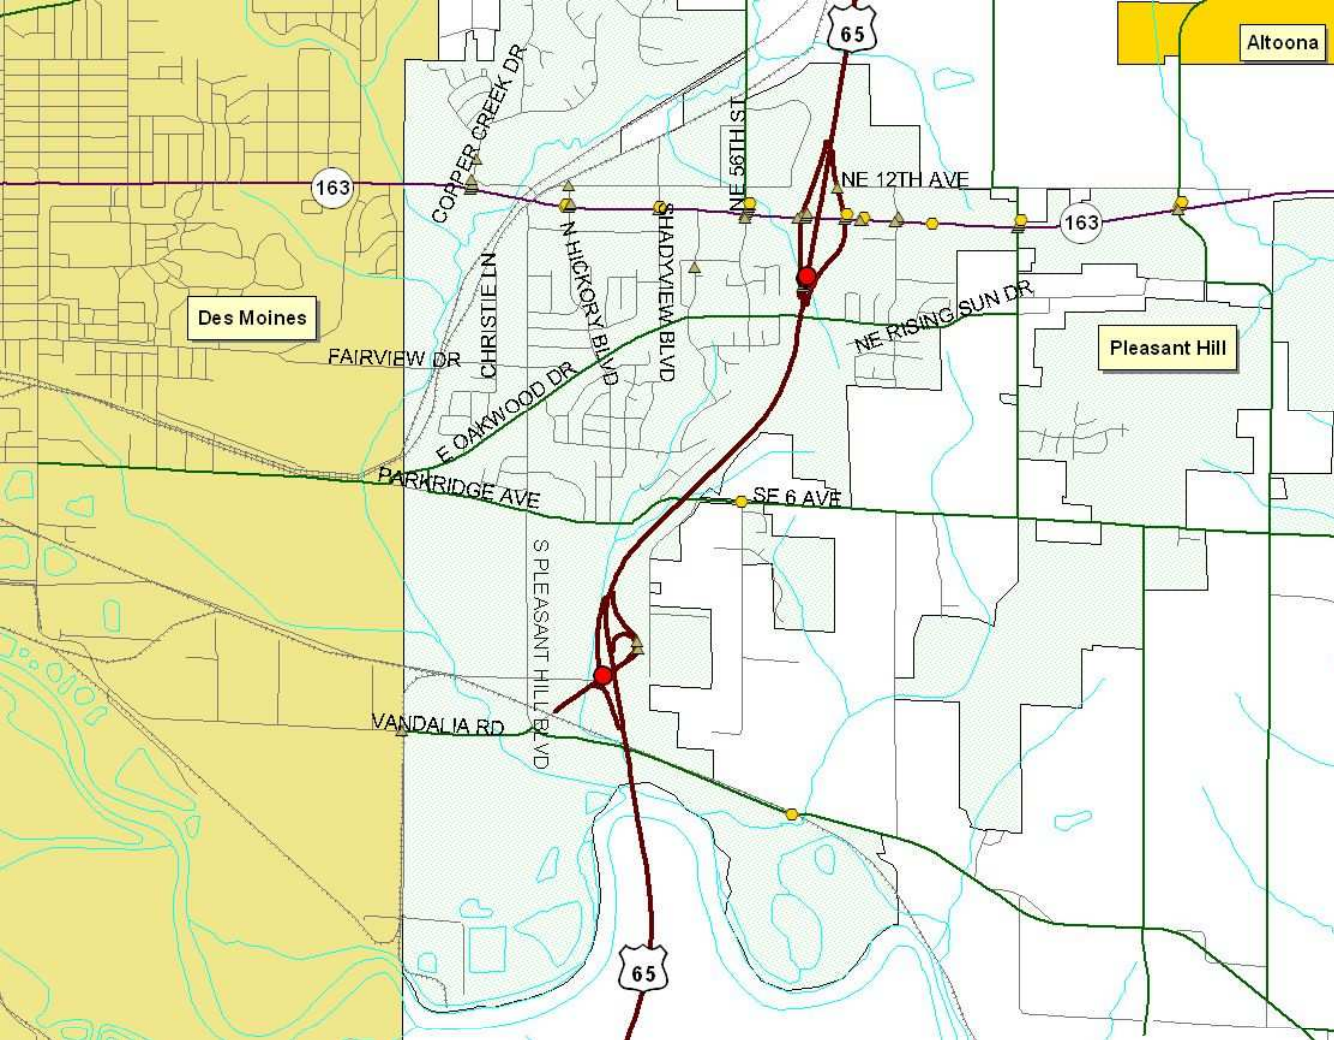 65
Altoona
COPPER CREEK DR
NE 56TH ST
163
NE 12TH AVE
163
N HICKORY BLVD
SHADYVIEW BLVD
CHRISTIE LN
Des Moines
NE RISING SUN DR
Pleasant Hill
FAIRVIEW DR
E OAKWOOD DR
PARKRIDGE AVE
SE 6 AVE
S PLEASANT HILL BLVD
VANDALIA RD
65